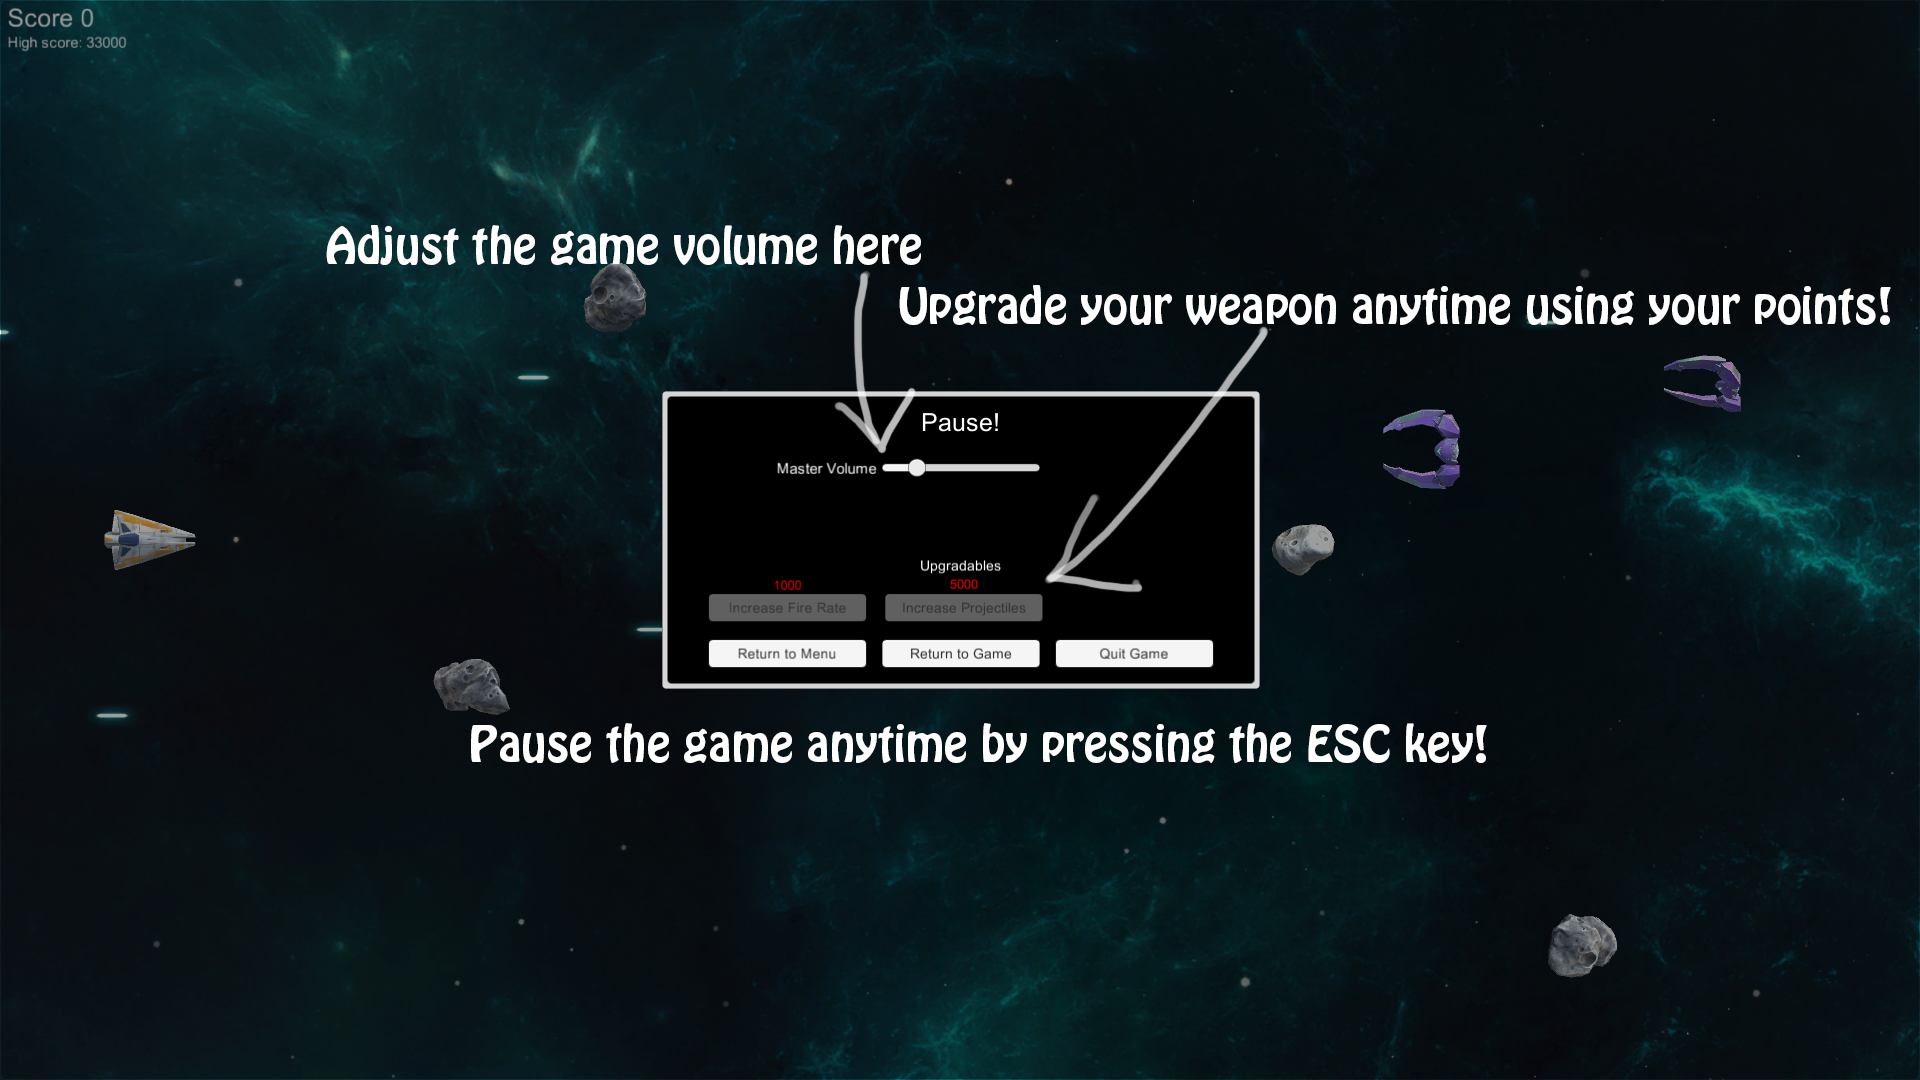 Score 0
High score: 33000
Adjust the game volume here
Upgrade your weapon anytime using your points!
Pause!
Master Volume
Upgradables
1000 5000
Increase Fire Rate Increase Projectiles
Return to Menu Return to Game Quit Game
Pause the game anytime by pressing the ESC key!